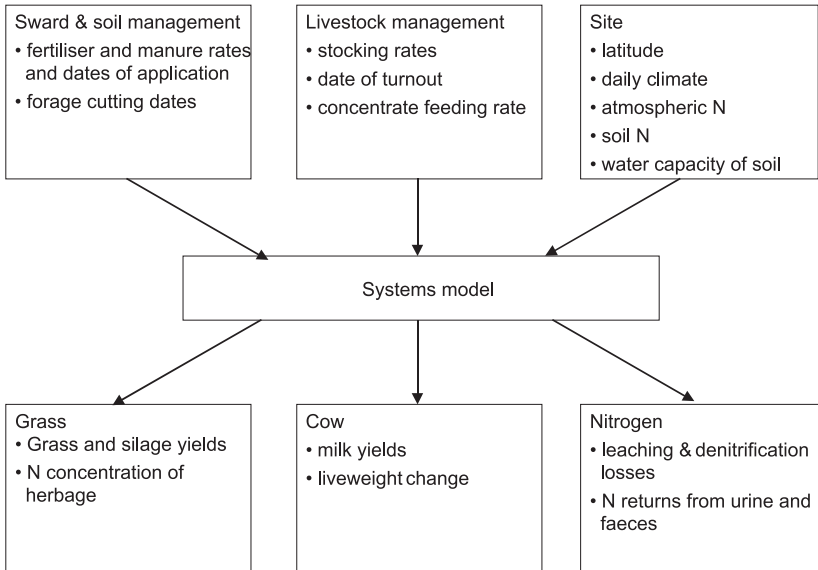 Sward & soil management
• fertiliser and manure rates
and dates of application
• forage cutting dates
Livestock management
• stocking rates
• date of turnout
• concentrate feeding rate
Site
• latitude
• daily climate
• atmospheric N
• soil N
• water capacity of soil
Systems model
Grass
• Grass and silage yields
• N concentration of
herbage
Cow
• milk yields
• liveweight change
Nitrogen
• leaching & denitrification
losses
• N returns from urine and
faeces